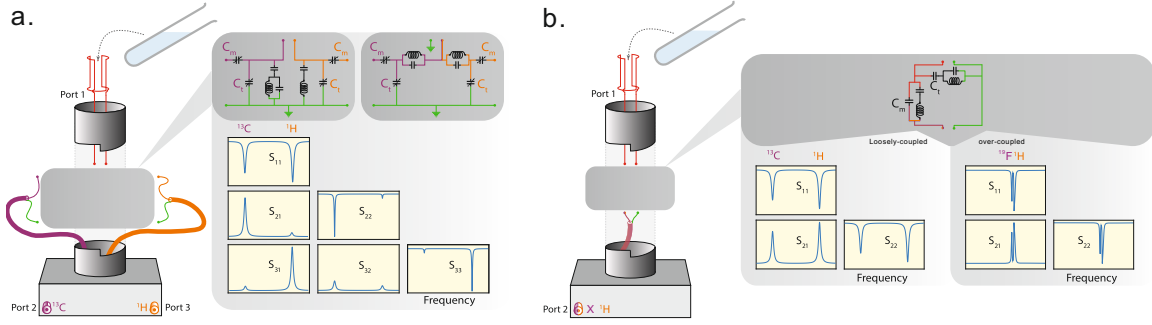 a.
Port 1
Cm
Ct
Cm
Ct
Cm
Ct
Cm
Ct
13C
1H
S11
S21
S22
S31
S32
S33
Frequency
Port 2
13C
1H
Port 3
b.
Port 1
Cm
Ct
Loosely-coupled
over-coupled
13C
1H
19F 1H
S11
S11
S21
S22
S21
S22
Frequency
Frequency
Port 2
X
1H